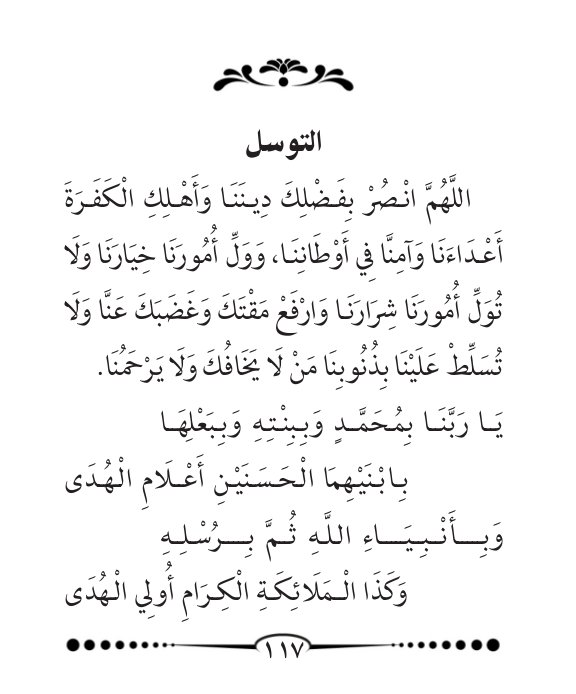 التوسل
اللَّهُمَّ انْصُرْ بِفَضْلِكَ دِينَنَا وَأَهْلِكِ الْكَفَرَةَ
أَعْدَاءَنَا وَآمِنَّا فِي أَوْطَانِنَا، وَوَلِّ أُمُورَنَا خِيَارَنَا وَلَا
تُوَلِّ أُمُورَنَا شِرَارَنَا وَارْفَعْ مَقْتَكَ وَغَضَبَكَ عَنَّا وَلَا
تُسَلِّطْ عَلَيْنَا بِذُنُوبِنَا مَنْ لَا يَخَافُكَ وَلَا يَرْحَمُنَا.
يَا رَبَّنَا بِمُحَمَّدٍ وَبِبِنْتِهِ وَبِبَعْلِهَا
بِابْنَيْهِمَا الْحَسَنَيْنِ أَعْلَامِ الْهُدَى
وَبِأَنْبِيَاءِ اللَّهِ ثُمَّ بِرُسْلِهِ
وَكَذَا الْمَلَائِكَةِ الْكِرَامِ أُولِي الْهُدَى
١١٧